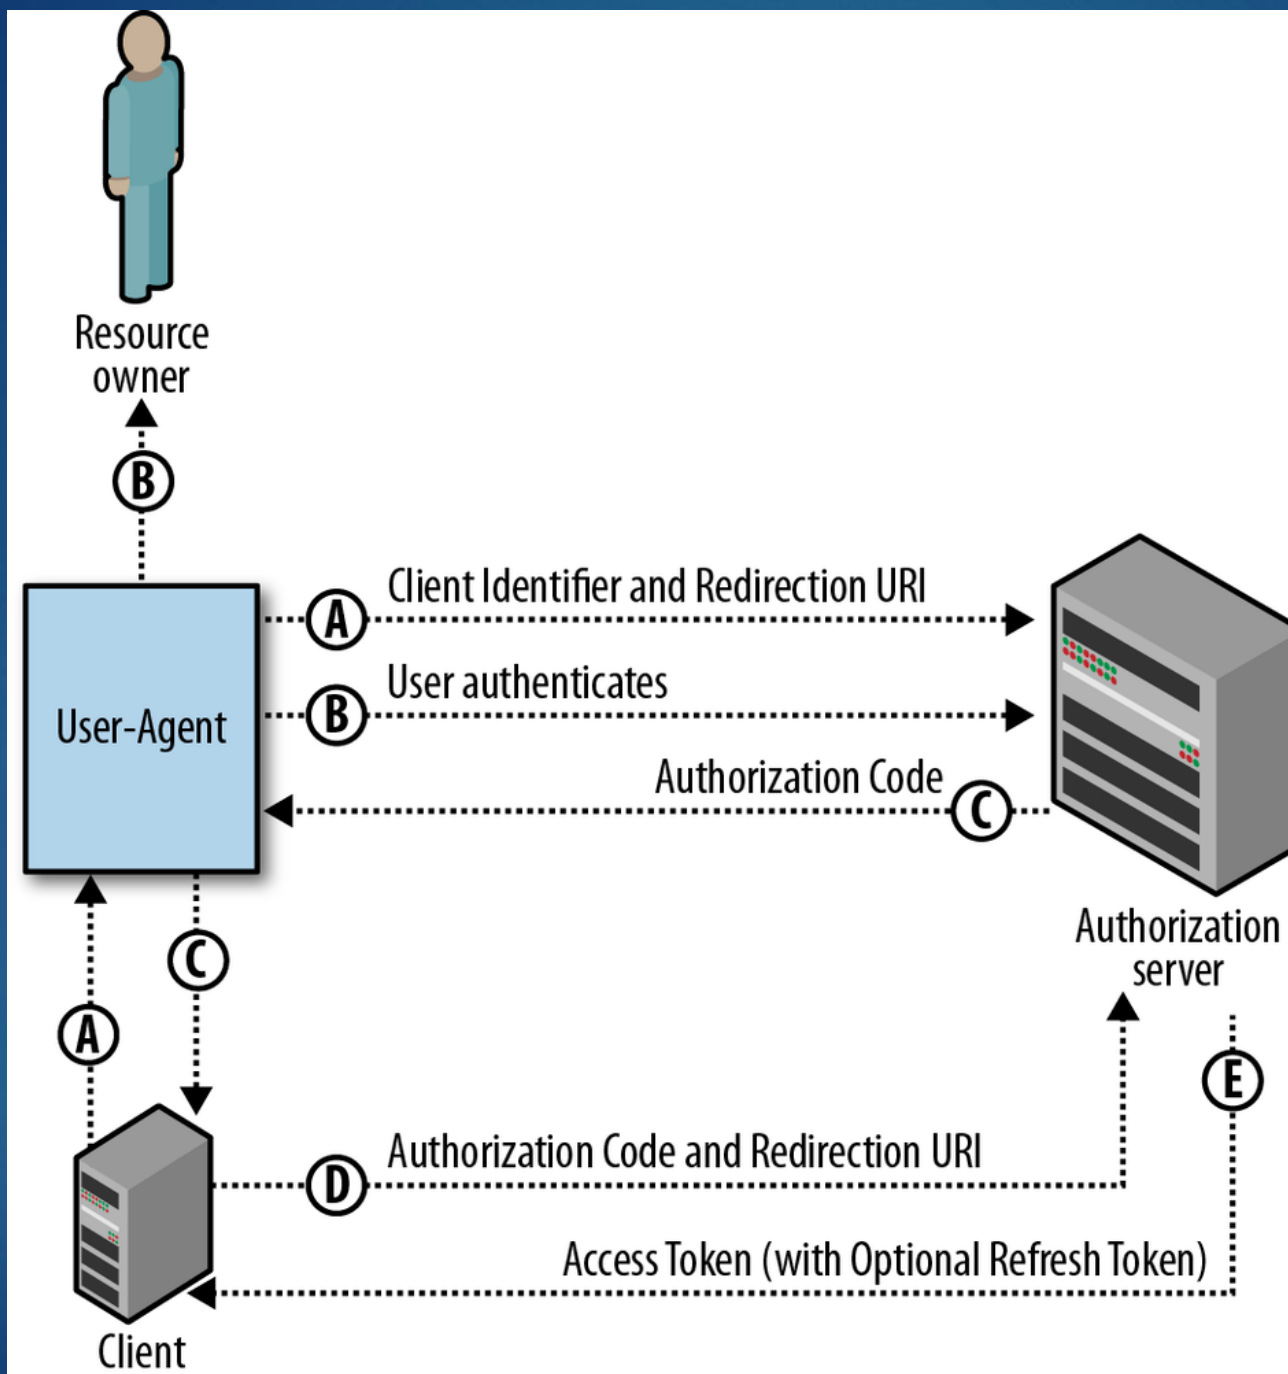 Resource
owner
B
A
Client Identifier and Redirection URI
User-Agent
B
User authenticates
Authorization Code
C
Authorization
server
C
A
E
D
Authorization Code and Redirection URI
Access Token (with Optional Refresh Token)
Client